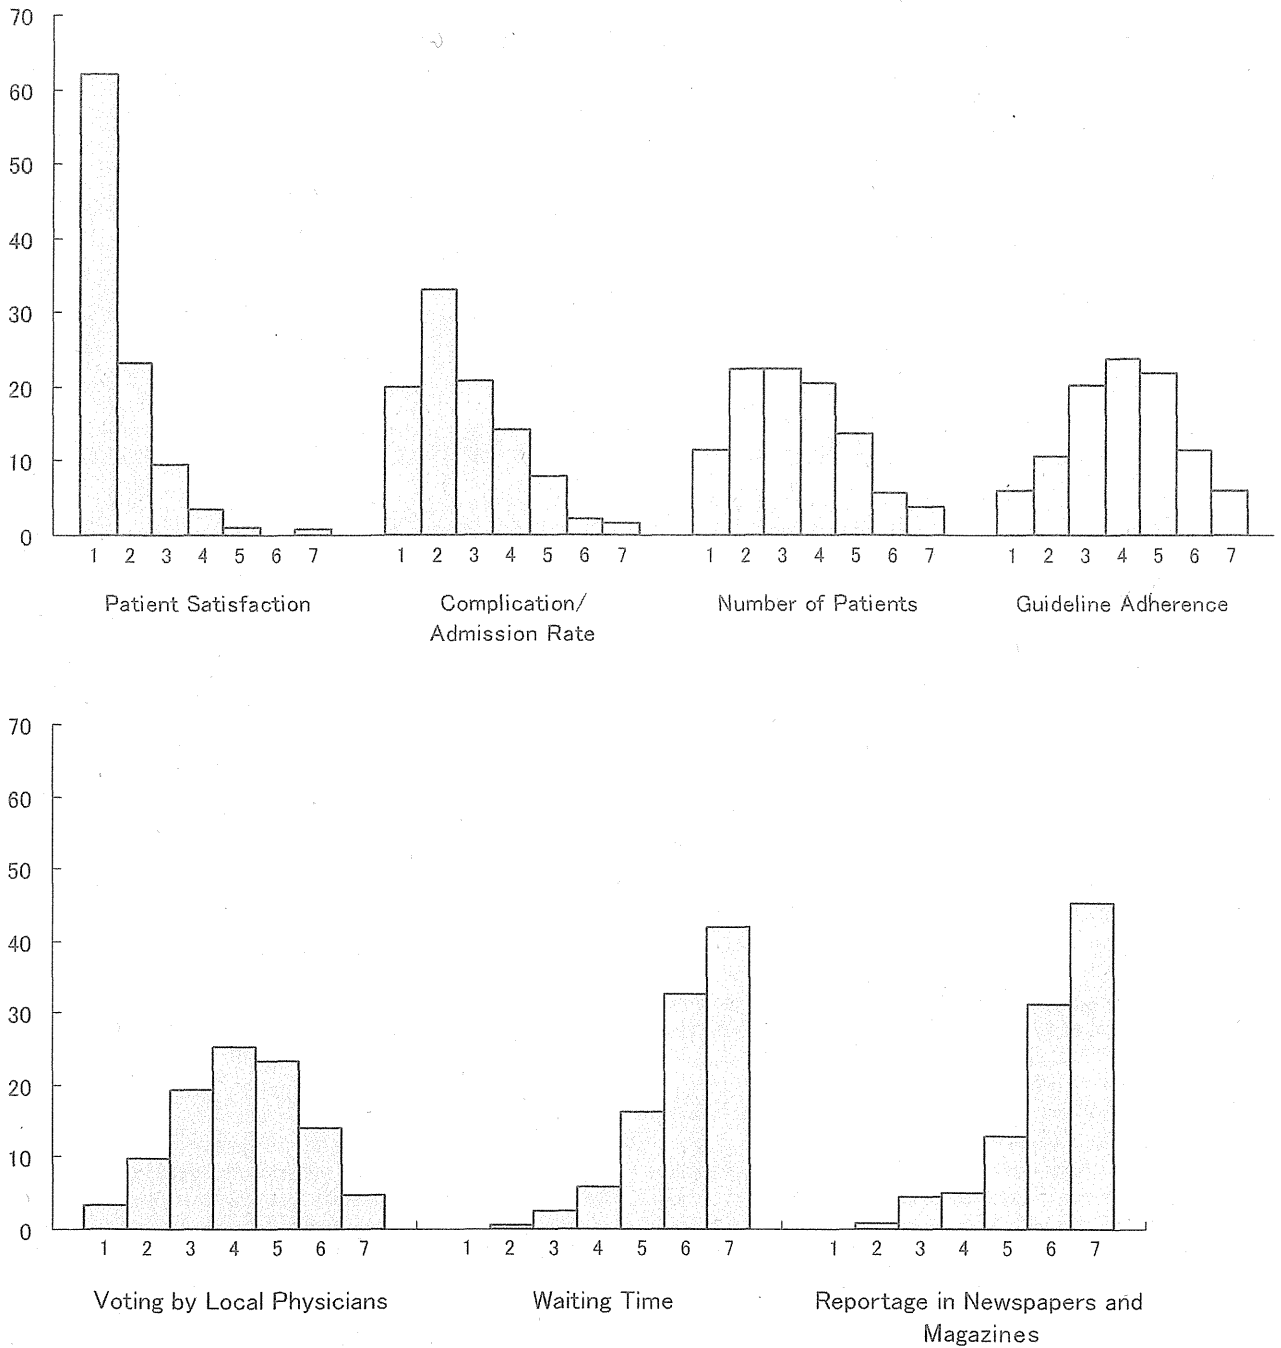 70
60
50
40
30
20
10
0
1 2 3 4 5 6 7 1 2 3 4 5 6 7 1 2 3 4 5 6 7 1 2 3 4 5 6 7
Patient Satisfaction
Complication/
Admission Rate
Number of Patients
Guideline Adherence
70
60
50
40
30
20
10
0
1 2 3 4 5 6 7 1 2 3 4 5 6 7 1 2 3 4 5 6 7
Voting by Local Physicians
Waiting Time
Reportage in Newspapers and
Magazines